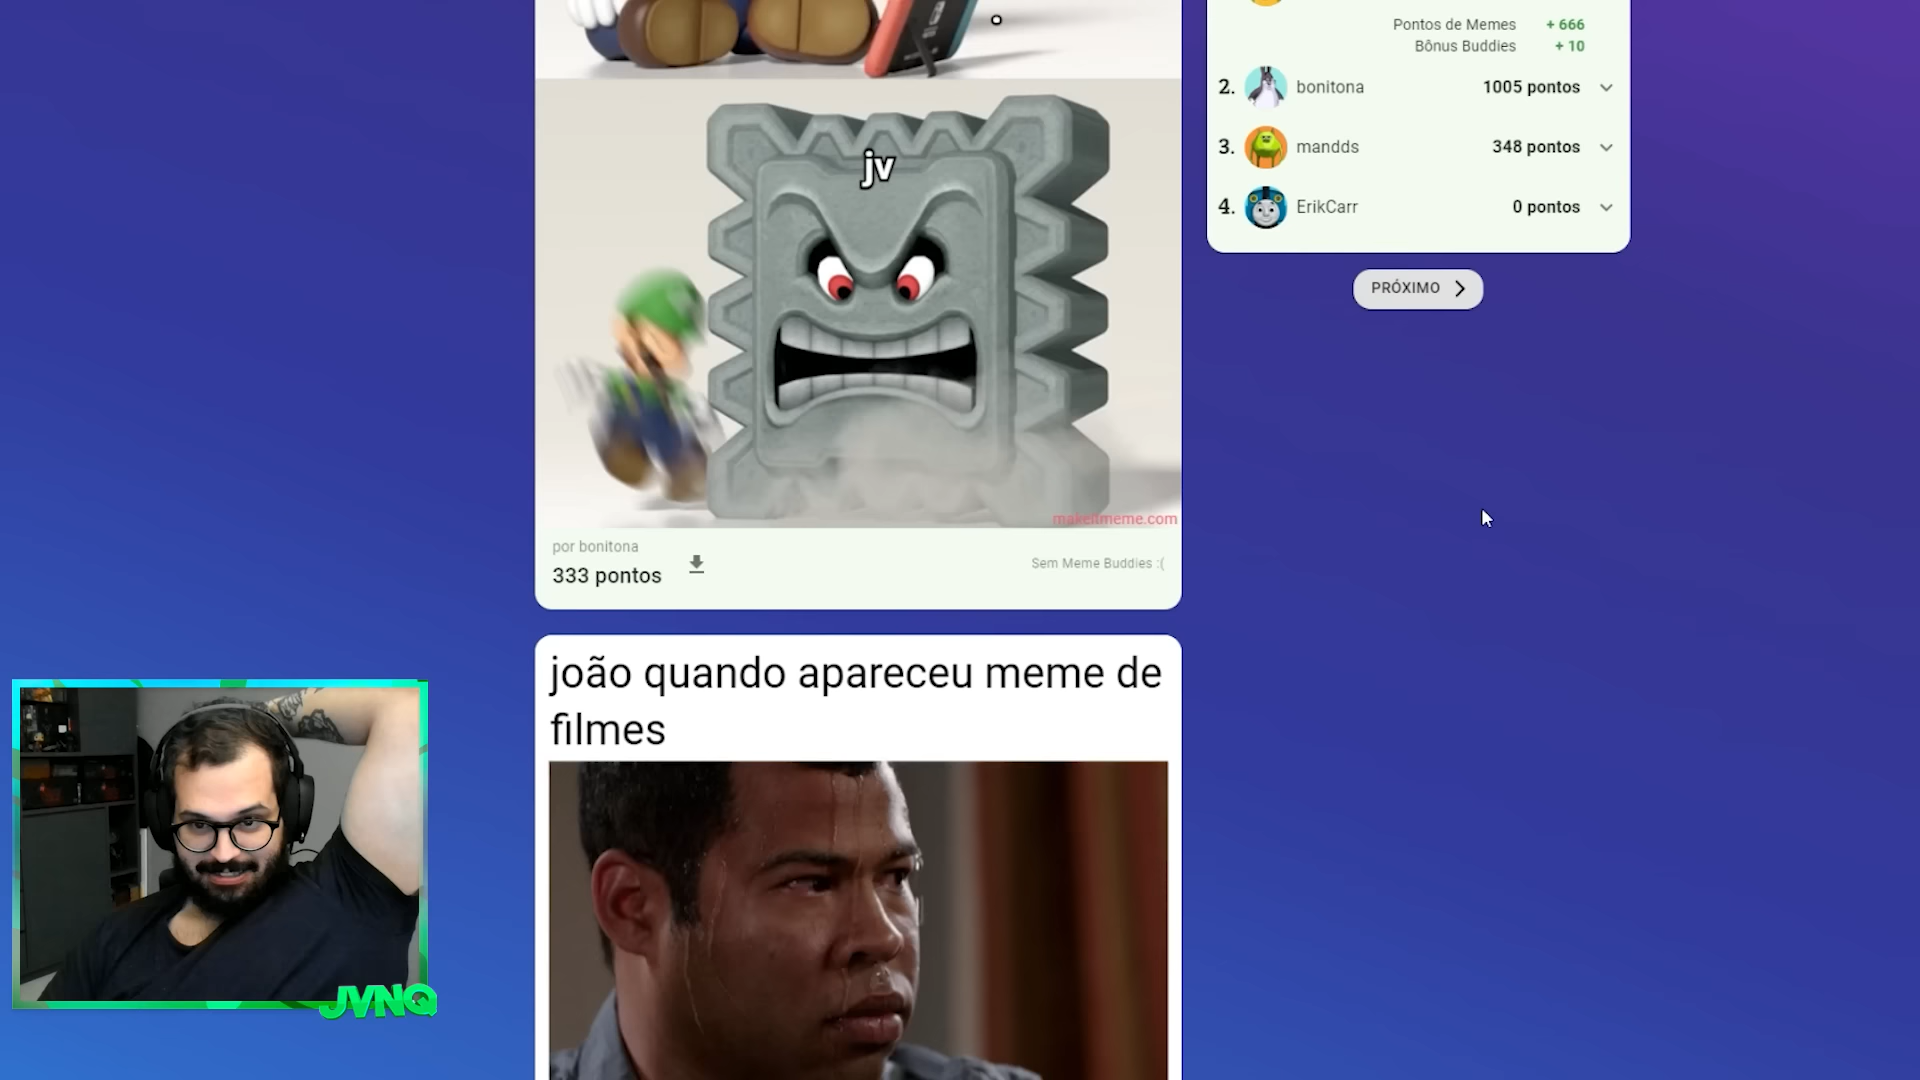 Pontos de Memes + 666
Bônus Buddies + 10
2. bonitona 1005 pontos
3. mandds 348 pontos
4. ErikCarr 0 pontos
PRÓXIMO
jv
makeitmeme.com
por bonitona
333 pontos
Sem Meme Buddies :(
joão quando apareceu meme de
filmes
JVNQ